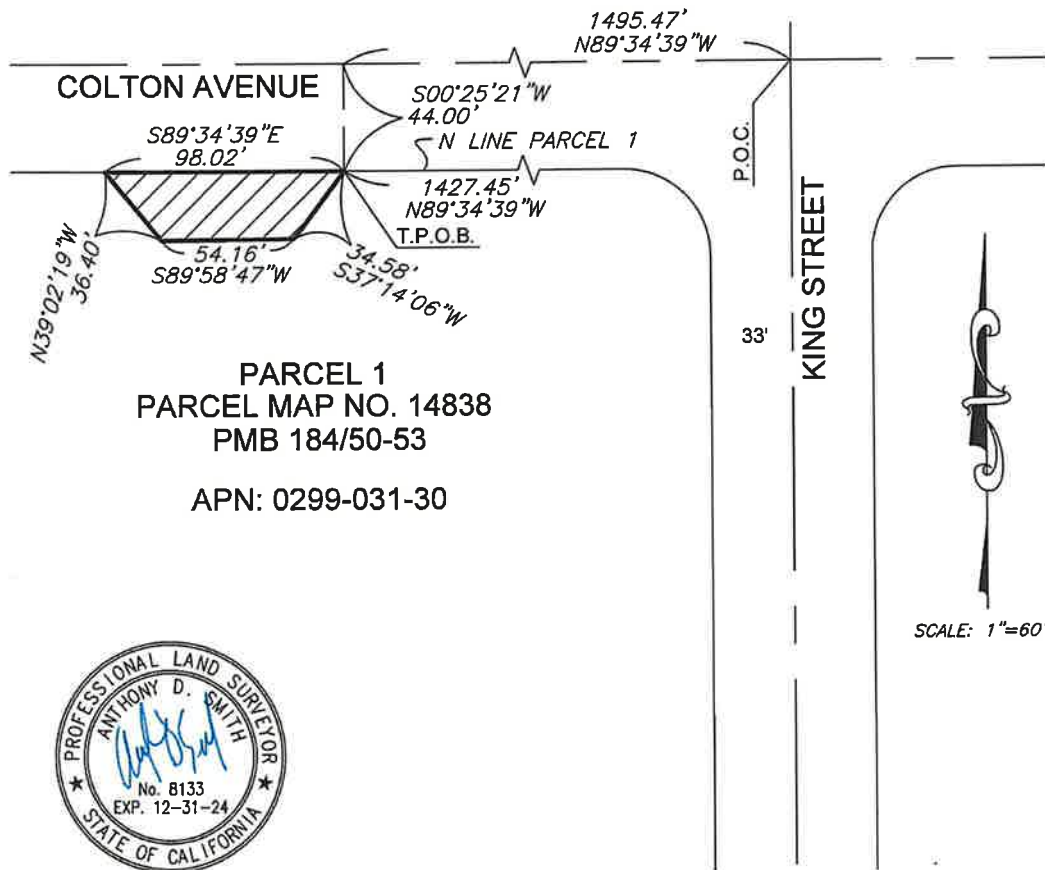 1495.47'
N89°34'39"W
COLTON AVENUE
S00°25'21"W
44.00'
S89°34'39"E
98.02'
N LINE PARCEL 1
1427.45'
N89°34'39"W
P.O.C.
T.P.O.B.
54.16'
S89°58'47"W
34.58'
S37°14'06"W
N39°02'19"W
36.40'
33'
KING STREET
PARCEL 1
PARCEL MAP NO. 14838
PMB 184/50-53
APN: 0299-031-30
SCALE: 1"=60'
PROFESSIONAL LAND SURVEYOR
ANTHONY D. SMITH
No. 8133
EXP. 12-31-24
STATE OF CALIFORNIA